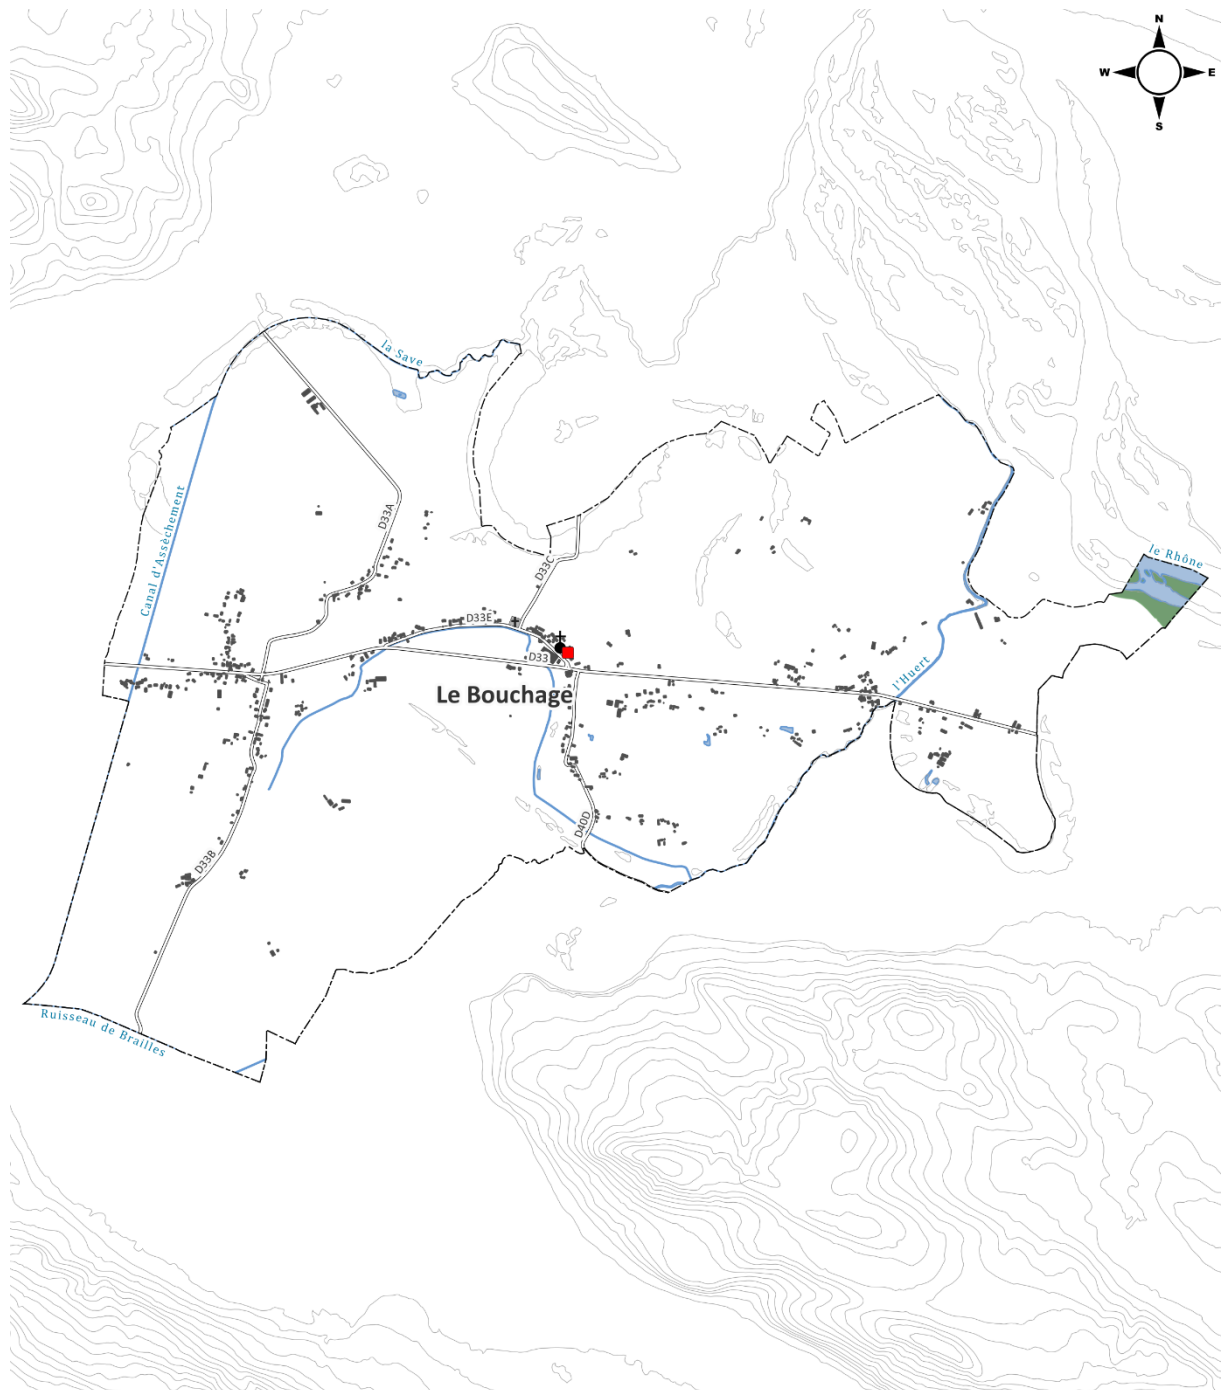 N
W E
S
la Save
Canal d'Assèchement
D33A
le Rhône
D33C
D33E
D33
l'Huert
Le Bouchage
D40D
D33B
Ruisseau de Brailles